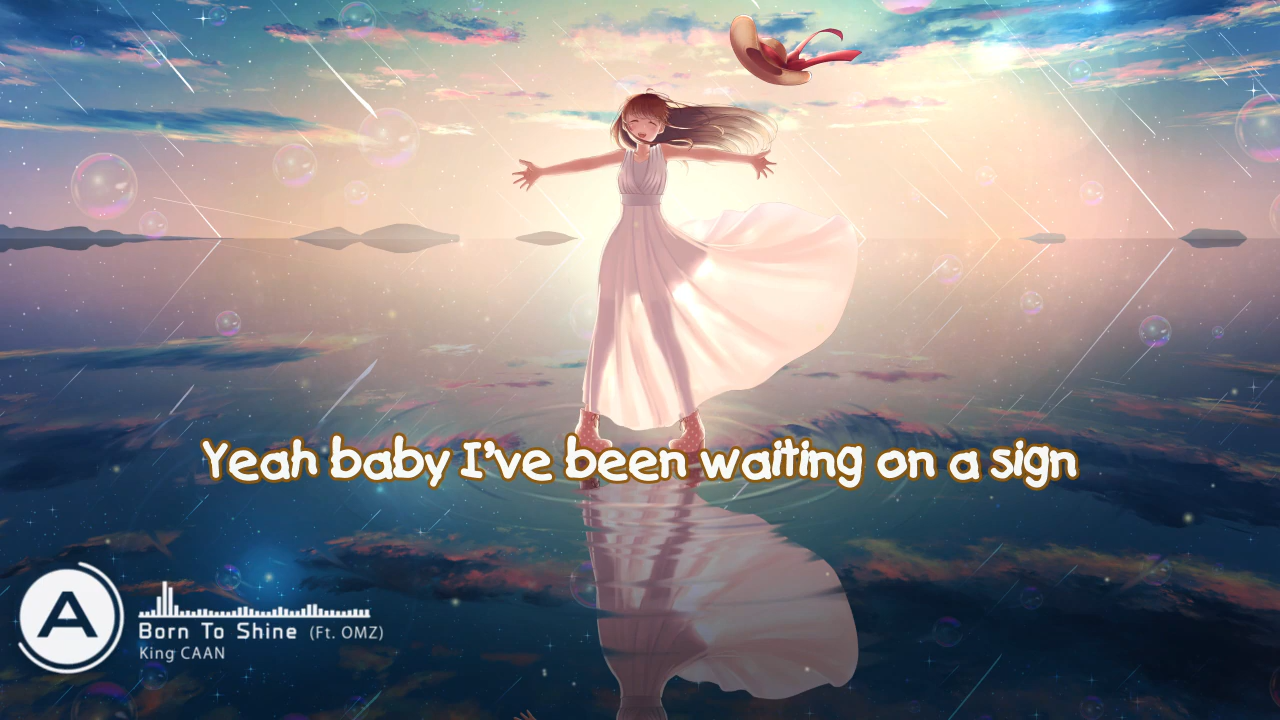 Yeah baby I've been waiting on a sign
A
Born To Shine (Ft. OMZ)
King CAAN